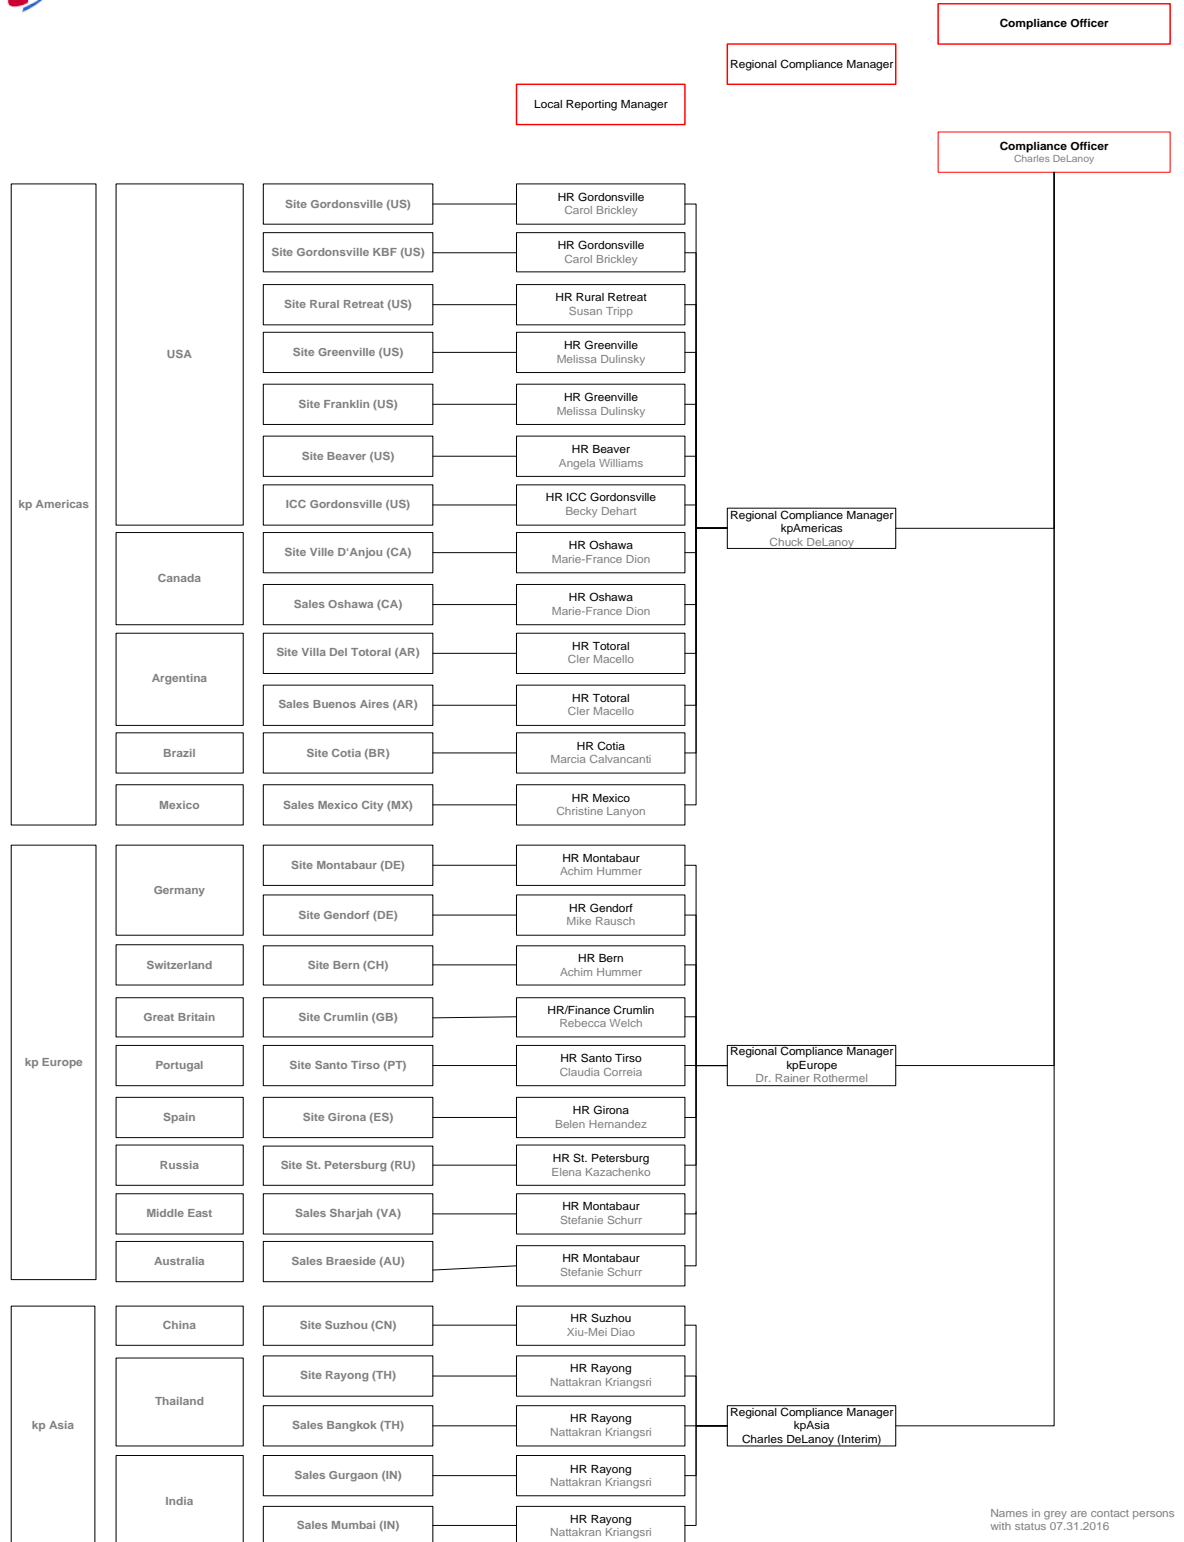 Compliance Officer
Regional Compliance Manager
Local Reporting Manager
Compliance Officer
Charles DeLanoy
kp Americas
USA
Site Gordonsville (US)
HR Gordonsville
Carol Brickley
Site Gordonsville KBF (US)
HR Gordonsville
Carol Brickley
Site Rural Retreat (US)
HR Rural Retreat
Susan Tripp
Site Greenville (US)
HR Greenville
Melissa Dulinsky
Site Franklin (US)
HR Greenville
Melissa Dulinsky
Site Beaver (US)
HR Beaver
Angela Williams
ICC Gordonsville (US)
HR ICC Gordonsville
Becky Dehart
Regional Compliance Manager
kpAmericas
Chuck DeLanoy
Canada
Site Ville D'Anjou (CA)
HR Oshawa
Marie-France Dion
Sales Oshawa (CA)
HR Oshawa
Marie-France Dion
Argentina
Site Villa Del Totoral (AR)
HR Totoral
Cler Macello
Sales Buenos Aires (AR)
HR Totoral
Cler Macello
Brazil
Site Cotia (BR)
HR Cotia
Marcia Calvancanti
Mexico
Sales Mexico City (MX)
HR Mexico
Christine Lanyon
kp Europe
Germany
Site Montabaur (DE)
HR Montabaur
Achim Hummer
Site Gendorf (DE)
HR Gendorf
Mike Rausch
Switzerland
Site Bern (CH)
HR Bern
Achim Hummer
Great Britain
Site Crumlin (GB)
HR/Finance Crumlin
Rebecca Welch
Portugal
Site Santo Tirso (PT)
HR Santo Tirso
Claudia Correia
Regional Compliance Manager
kpEurope
Dr. Rainer Rothermel
Spain
Site Girona (ES)
HR Girona
Belen Hernandez
Russia
Site St. Petersburg (RU)
HR St. Petersburg
Elena Kazachenko
Middle East
Sales Sharjah (VA)
HR Montabaur
Stefanie Schurr
Australia
Sales Braeside (AU)
HR Montabaur
Stefanie Schurr
kp Asia
China
Site Suzhou (CN)
HR Suzhou
Xiu-Mei Diao
Thailand
Site Rayong (TH)
HR Rayong
Nattakran Kriangsri
Sales Bangkok (TH)
HR Rayong
Nattakran Kriangsri
Regional Compliance Manager
kpAsia
Charles DeLanoy (Interim)
India
Sales Gurgaon (IN)
HR Rayong
Nattakran Kriangsri
Sales Mumbai (IN)
HR Rayong
Nattakran Kriangsri
Names in grey are contact persons
with status 07.31.2016